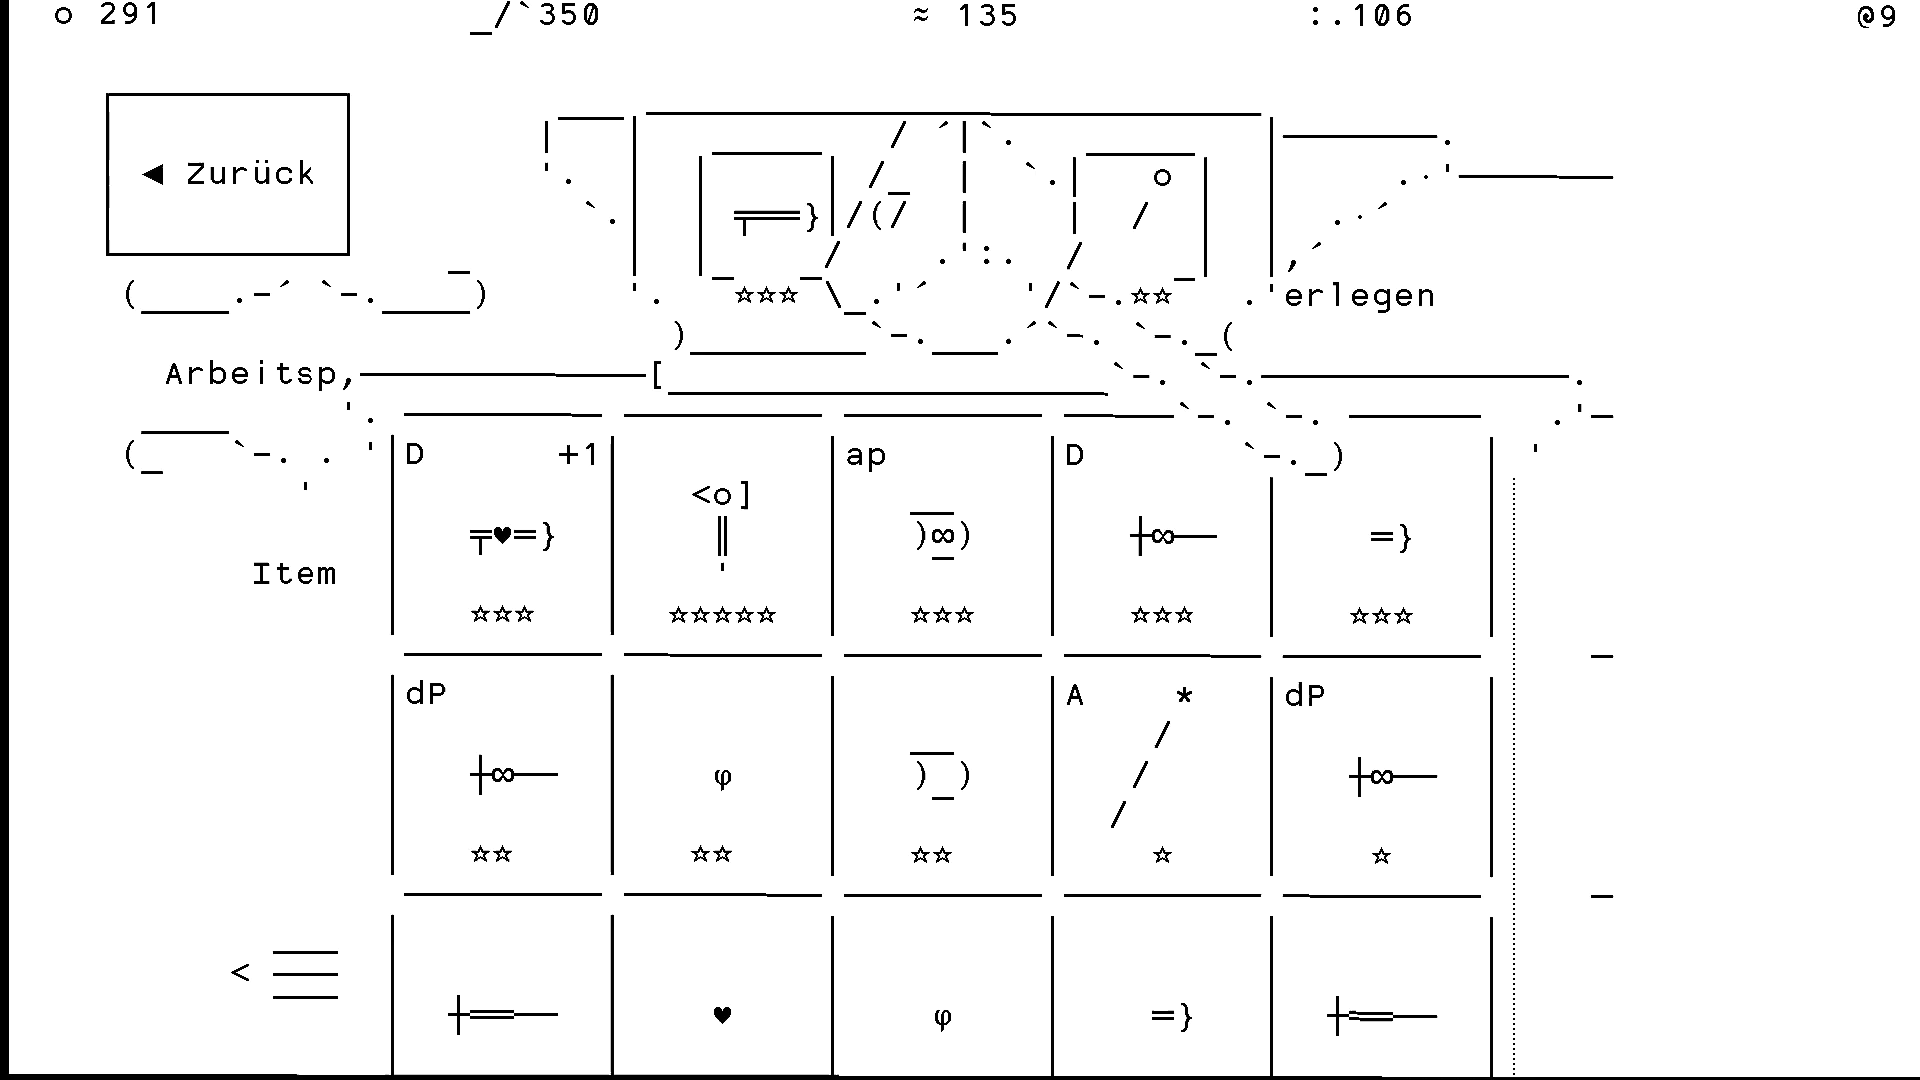 291 350 135 106 @9
◀ Zurück
☆☆☆ ☆☆ erlegen
Arbeitsp
D +1 ap D
Item
☆☆☆ ☆☆☆☆☆ ☆☆☆ ☆☆☆ ☆☆☆
dP A * dP
φ
☆☆ ☆☆ ☆☆ ☆ ☆
<
♥ φ